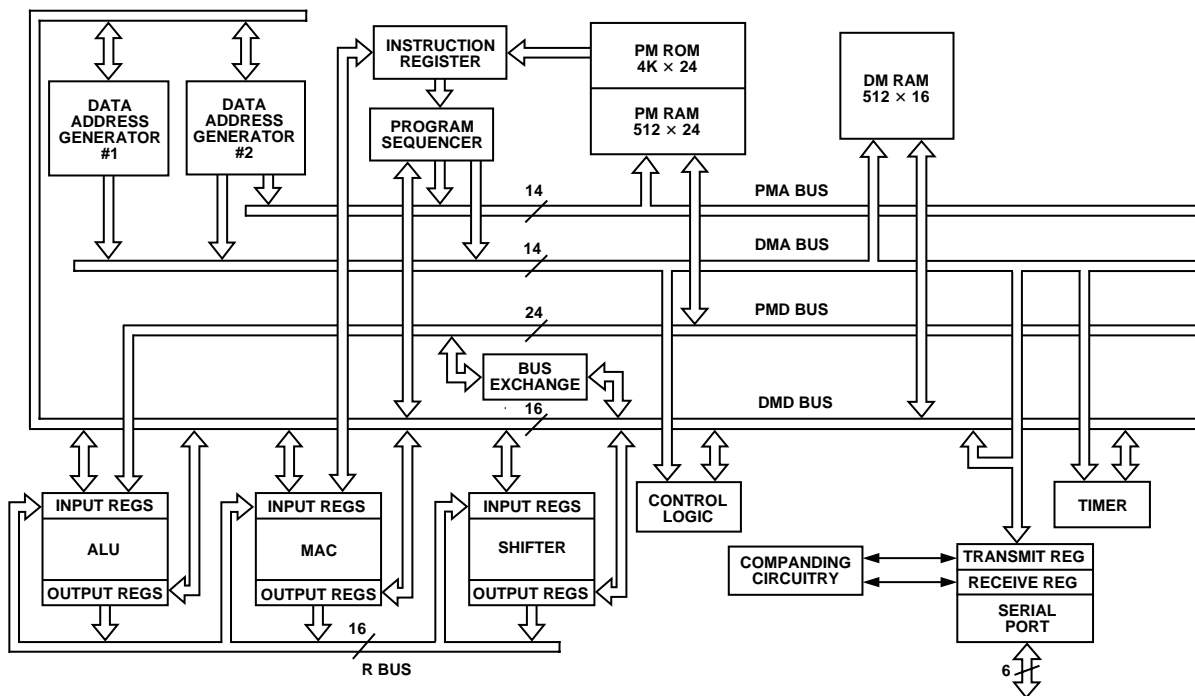 INSTRUCTION
REGISTER
PM ROM
4K × 24
PM RAM
512 × 24
DM RAM
512 × 16
DATA
ADDRESS
GENERATOR
#1
DATA
ADDRESS
GENERATOR
#2
PROGRAM
SEQUENCER
14
PMA BUS
14
DMA BUS
24
PMD BUS
BUS
EXCHANGE
16
DMD BUS
INPUT REGS
ALU
OUTPUT REGS
INPUT REGS
MAC
OUTPUT REGS
INPUT REGS
SHIFTER
OUTPUT REGS
CONTROL
LOGIC
TIMER
COMPANDING
CIRCUITRY
TRANSMIT REG
RECEIVE REG
SERIAL
PORT
16
R BUS
6